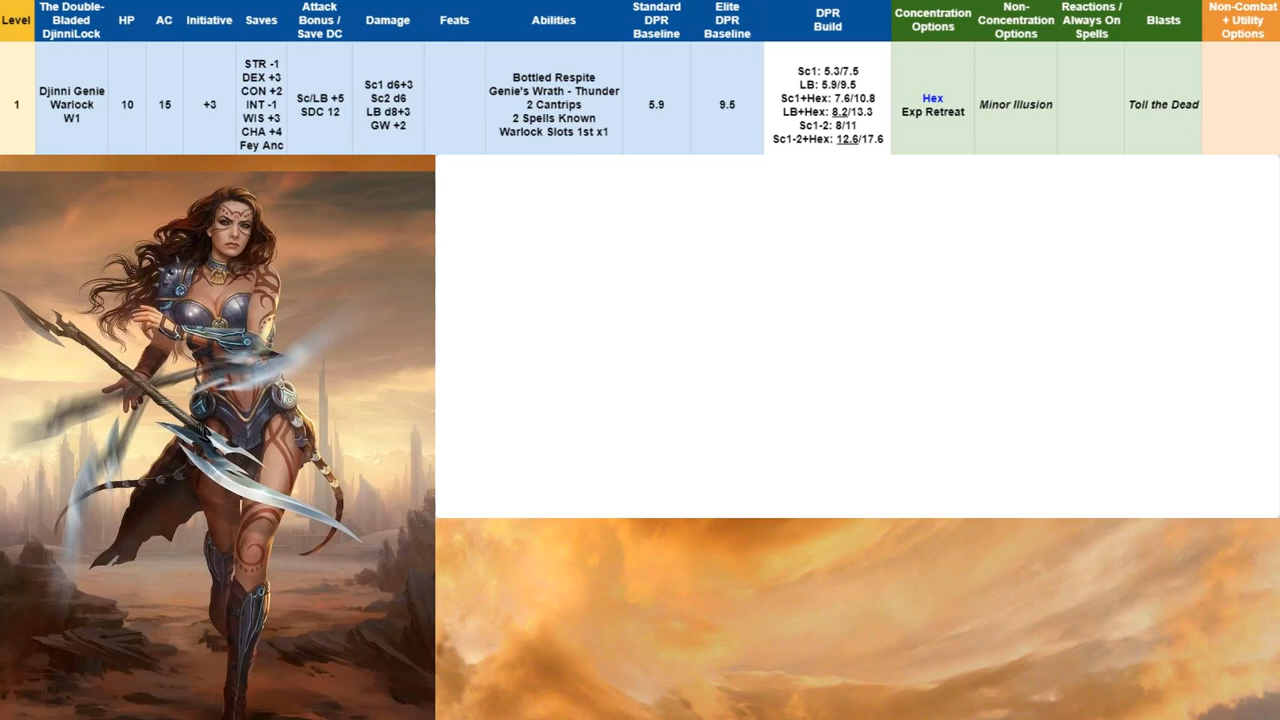 Level
The Double-
Bladed
DjinniLock
HP
AC
Initiative
Saves
Attack
Bonus /
Save DC
Damage
Feats
Abilities
Standard
DPR
Baseline
Elite
DPR
Baseline
DPR
Build
Concentration
Options
Non-
Concentration
Options
Reactions /
Always On
Spells
Blasts
Non-Combat
+ Utility
Options
1
Djinni Genie
Warlock
W1
10
15
+3
STR -1
DEX +3
CON +2
INT -1
WIS +3
CHA +4
Fey Anc
Sc/LB +5
SDC 12
Sc1 d6+3
Sc2 d6
LB d8+3
GW +2
Bottled Respite
Genie's Wrath - Thunder
2 Cantrips
2 Spells Known
Warlock Slots 1st x1
5.9
9.5
Sc1: 5.3/7.5
LB: 5.9/9.5
Sc1+Hex: 7.6/10.8
LB+Hex: 8.2/13.3
Sc1-2: 8/11
Sc1-2+Hex: 12.6/17.6
Hex
Exp Retreat
Minor Illusion
Toll the Dead